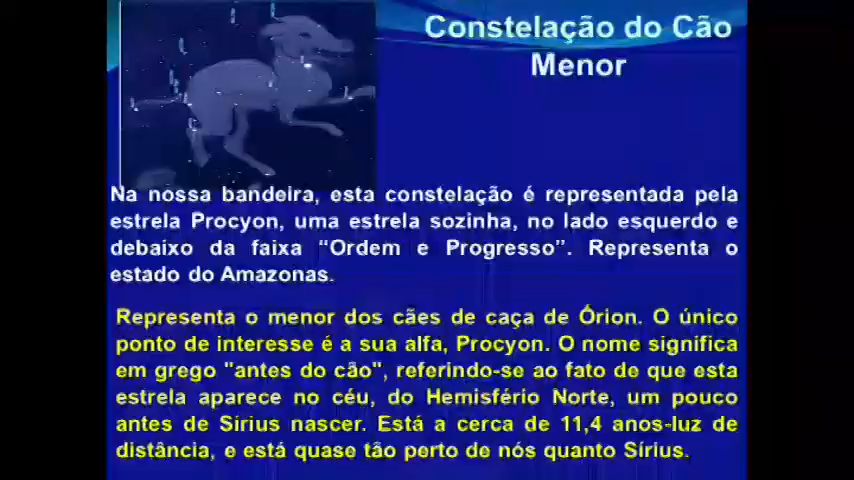 Constelação do Cão
Menor
Na nossa bandeira, esta constelação é representada pela
estrela Procyon, uma estrela sozinha, no lado esquerdo e
debaixo da faixa “Ordem e Progresso”. Representa o
estado do Amazonas.
Representa o menor dos cães de caça de Órion. O único
ponto de interesse é a sua alfa, Procyon. O nome significa
em grego "antes do cão", referindo-se ao fato de que esta
estrela aparece no céu, do Hemisfério Norte, um pouco
antes de Sírius nascer. Está a cerca de 11,4 anos-luz de
distância, e está quase tão perto de nós quanto Sírius.